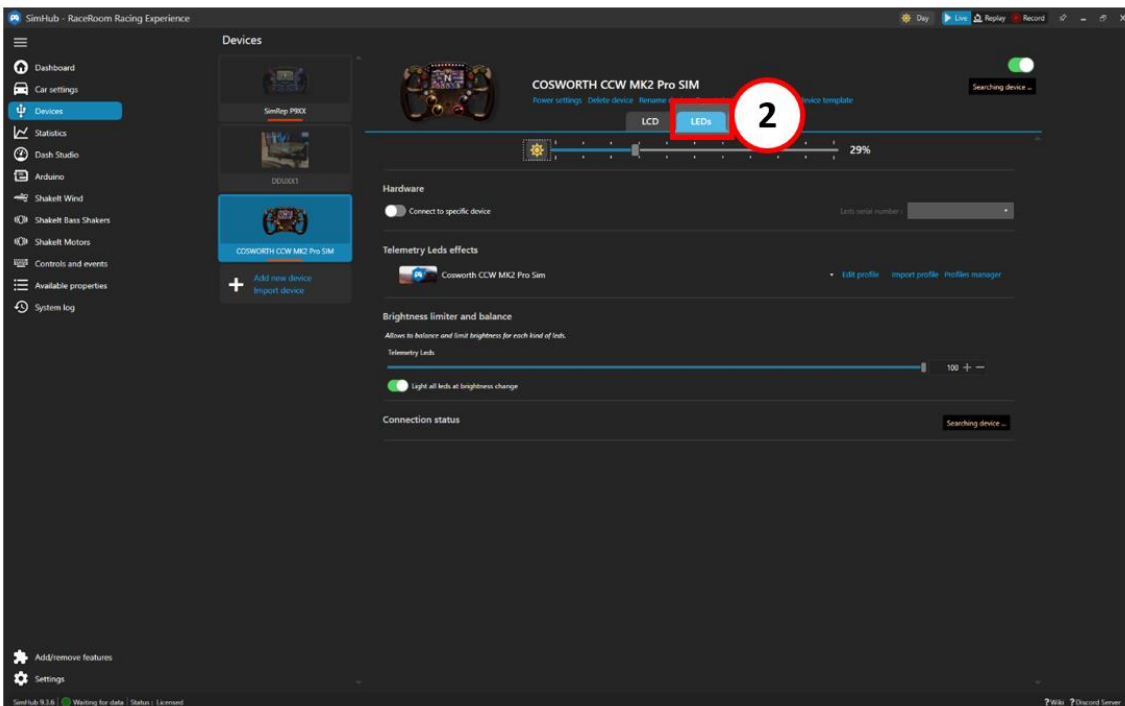 SimHub - RaceRoom Racing Experience
Day
Live
Replay
Record
Dashboard
Car settings
Devices
Statistics
Dash Studio
Arduino
ShakeIt Wind
ShakeIt Bass Shakers
ShakeIt Motors
Controls and events
Available properties
System log
Add/remove features
Settings
Devices
SimRep P9XX
DDUXX1
COSWORTH CCW MK2 Pro SIM
Add new device
Import device
COSWORTH CCW MK2 Pro SIM
Searching device ...
Power settings Delete device Rename
device template
LCD
LEDs
2
29%
Hardware
Connect to specific device
Leds serial number :
Telemetry Leds effects
Cosworth CCW MK2 Pro Sim
Edit profile Import profile Profiles manager
Brightness limiter and balance
Allows to balance and limit brightness for each kind of leds.
Telemetry Leds
100 + −
Light all leds at brightness change
Connection status
Searching device ...
SimHub 9.3.6
Waiting for data
Status : Licensed
? Wiki
? Discord Server